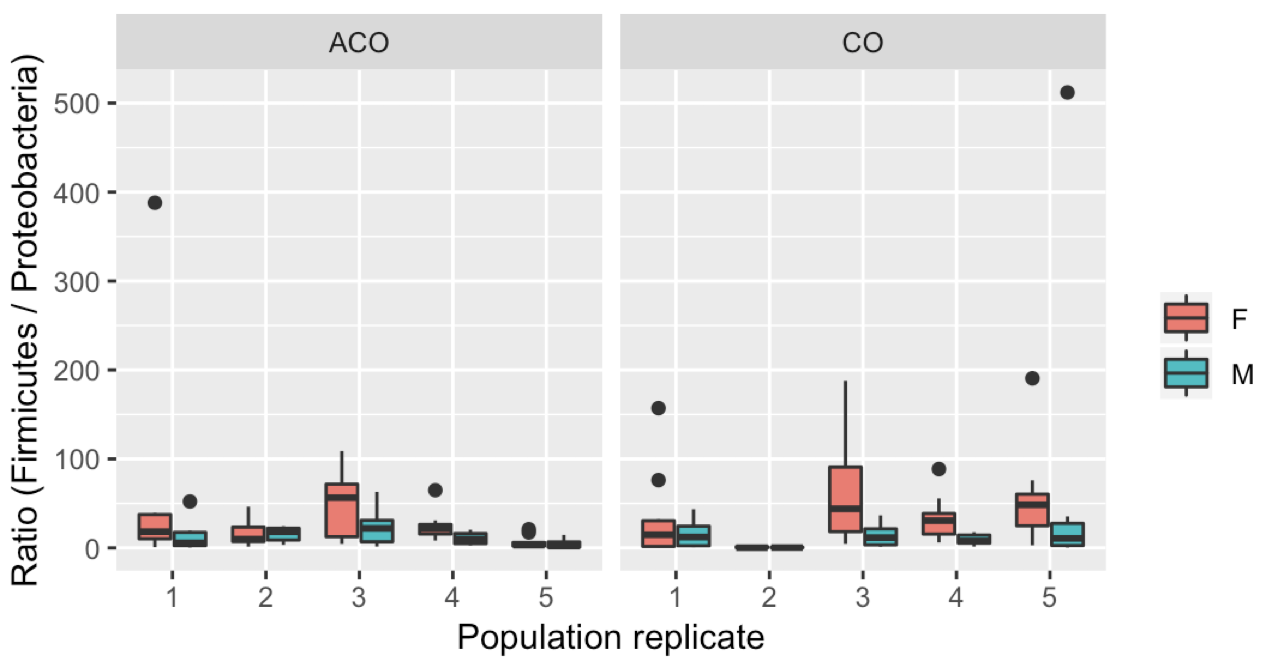 ACO
CO
Ratio (Firmicutes / Proteobacteria)
500
400
300
200
100
0
1 2 3 4 5
1 2 3 4 5
Population replicate
F
M